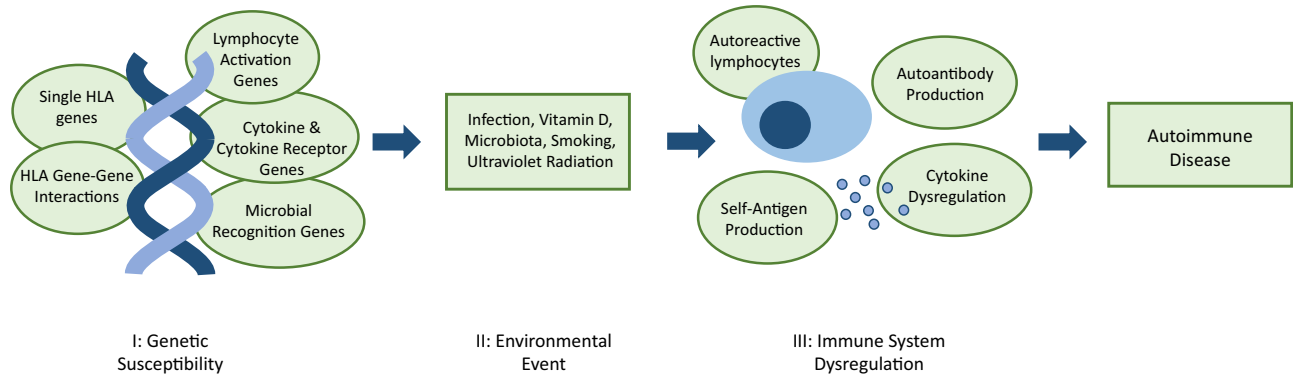 Lymphocyte
Activation
Genes
Single HLA
genes
Cytokine &
Cytokine Receptor
Genes
HLA Gene-Gene
Interactions
Microbial
Recognition Genes
Infection, Vitamin D,
Microbiota, Smoking,
Ultraviolet Radiation
Autoreactive
lymphocytes
Autoantibody
Production
Self-Antigen
Production
Cytokine
Dysregulation
Autoimmune
Disease
I: Genetic
Susceptibility
II: Environmental
Event
III: Immune System
Dysregulation